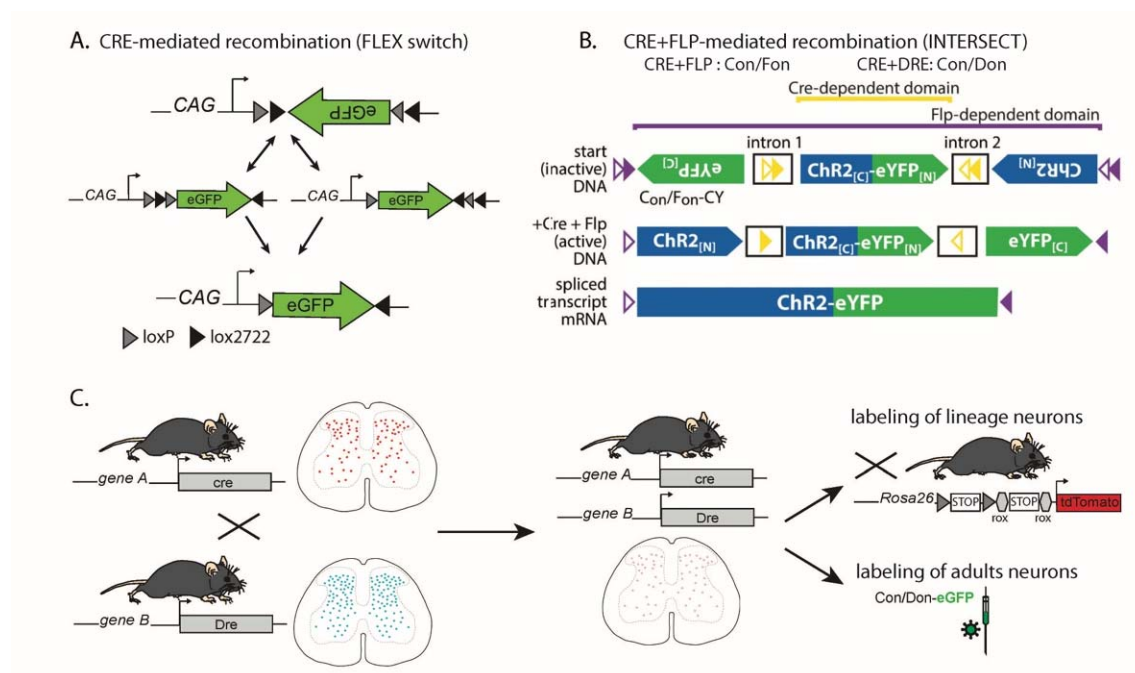 A. CRE-mediated recombination (FLEX switch)
CAG
eGFP
CAG
eGFP
CAG
eGFP
CAG
eGFP
loxP
lox2722
B. CRE+FLP-mediated recombination (INTERSECT)
CRE+FLP : Con/Fon
CRE+DRE: Con/Don
Cre-dependent domain
Flp-dependent domain
start
(inactive)
DNA
eYFP[C]
intron 1
ChR2[C]-eYFP[N]
intron 2
ChR2[N]
Con/Fon-CY
+Cre + Flp
(active)
DNA
ChR2[N]
ChR2[C]-eYFP[N]
eYFP[C]
spliced
transcript
mRNA
ChR2-eYFP
C.
gene A
cre
gene B
Dre
gene A
cre
gene B
Dre
labeling of lineage neurons
Rosa26
STOP
STOP
tdTomato
rox
rox
labeling of adults neurons
Con/Don-eGFP